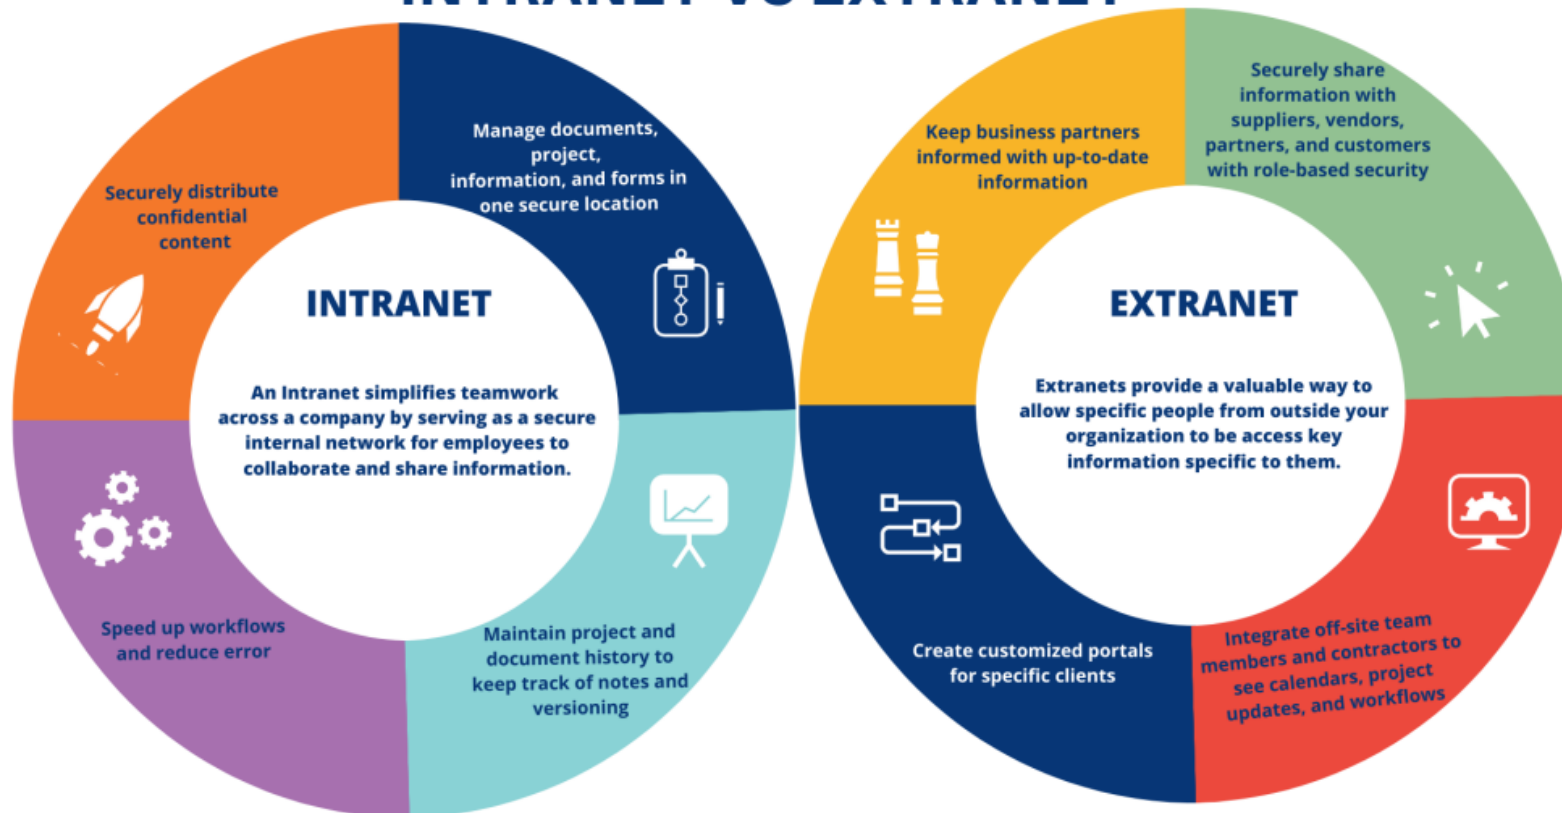 INTRANET VS EXTRANET
Securely distribute
confidential
content
Manage documents,
project,
information, and forms in
one secure location
INTRANET
An Intranet simplifies teamwork
across a company by serving as a secure
internal network for employees to
collaborate and share information.
Speed up workflows
and reduce error
Maintain project and
document history to
keep track of notes and
versioning
Keep business partners
informed with up-to-date
information
Securely share
information with
suppliers, vendors,
partners, and customers
with role-based security
EXTRANET
Extranets provide a valuable way to
allow specific people from outside your
organization to be access key
information specific to them.
Create customized portals
for specific clients
Integrate off-site team
members and contractors to
see calendars, project
updates, and workflows